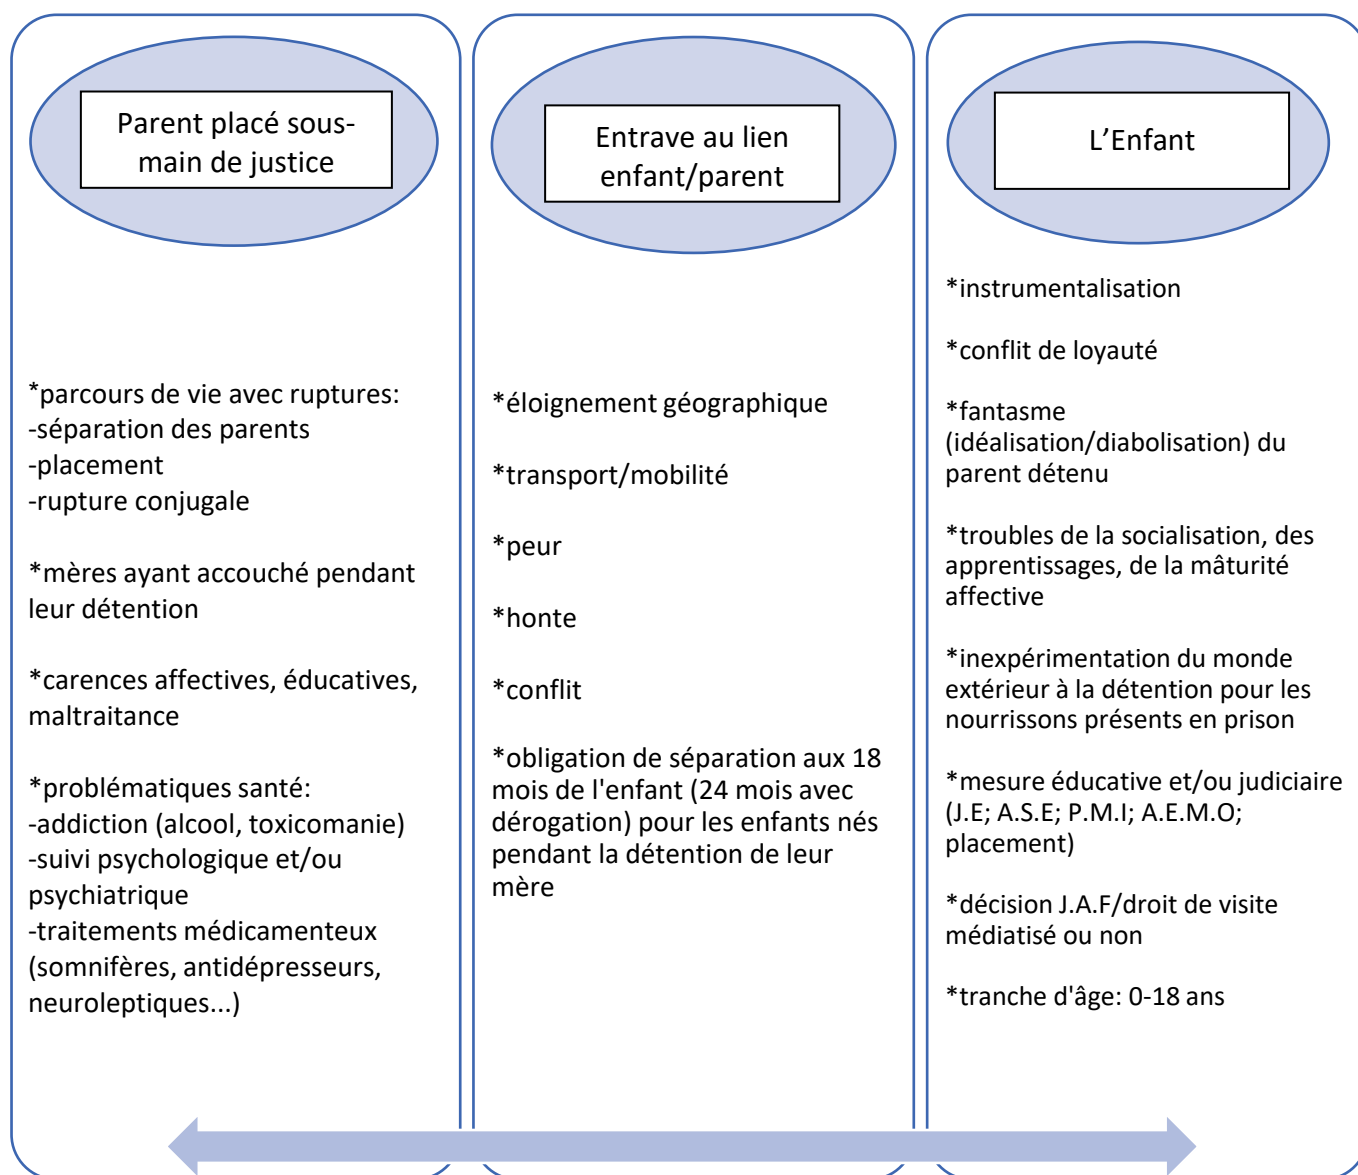 Parent placé sous-
main de justice
*parcours de vie avec ruptures:
-séparation des parents
-placement
-rupture conjugale
*mères ayant accouché pendant
leur détention
*carences affectives, éducatives,
maltraitance
*problématiques santé:
-addiction (alcool, toxicomanie)
-suivi psychologique et/ou
psychiatrique
-traitements médicamenteux
(somnifères, antidépresseurs,
neuroleptiques...)
Entrave au lien
enfant/parent
*éloignement géographique
*transport/mobilité
*peur
*honte
*conflit
*obligation de séparation aux 18
mois de l'enfant (24 mois avec
dérogation) pour les enfants nés
pendant la détention de leur
mère
L’Enfant
*instrumentalisation
*conflit de loyauté
*fantasme
(idéalisation/diabolisation) du
parent détenu
*troubles de la socialisation, des
apprentissages, de la mâturité
affective
*inexpérimentation du monde
extérieur à la détention pour les
nourrissons présents en prison
*mesure éducative et/ou judiciaire
(J.E; A.S.E; P.M.I; A.E.M.O;
placement)
*décision J.A.F/droit de visite
médiatisé ou non
*tranche d'âge: 0-18 ans